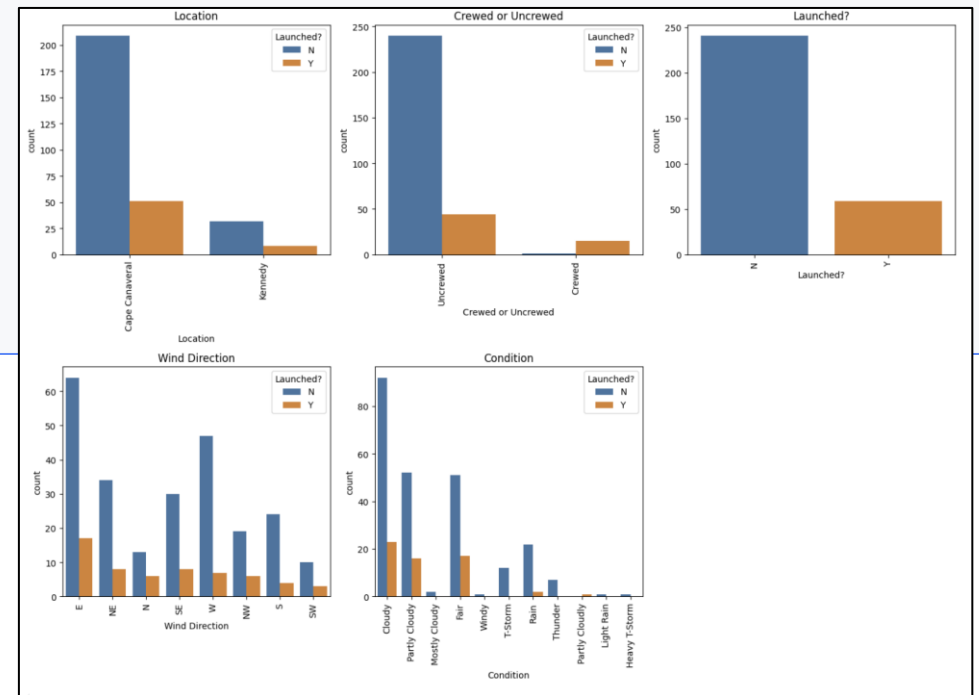 Location
count
200
175
150
125
100
75
50
25
0
Launched?
N
Y
Cape Canaveral
Kennedy
Location
Crewed or Uncrewed
count
250
200
150
100
50
0
Launched?
N
Y
Uncrewed
Crewed
Crewed or Uncrewed
Launched?
count
250
200
150
100
50
0
N
Y
Launched?
Wind Direction
count
60
50
40
30
20
10
0
Launched?
N
Y
E
NE
N
SE
W
NW
S
SW
Wind Direction
Condition
count
80
60
40
20
0
Launched?
N
Y
Cloudy
Partly Cloudy
Mostly Cloudy
Fair
Windy
T-Storm
Rain
Thunder
Partly Cloudly
Light Rain
Heavy T-Storm
Condition